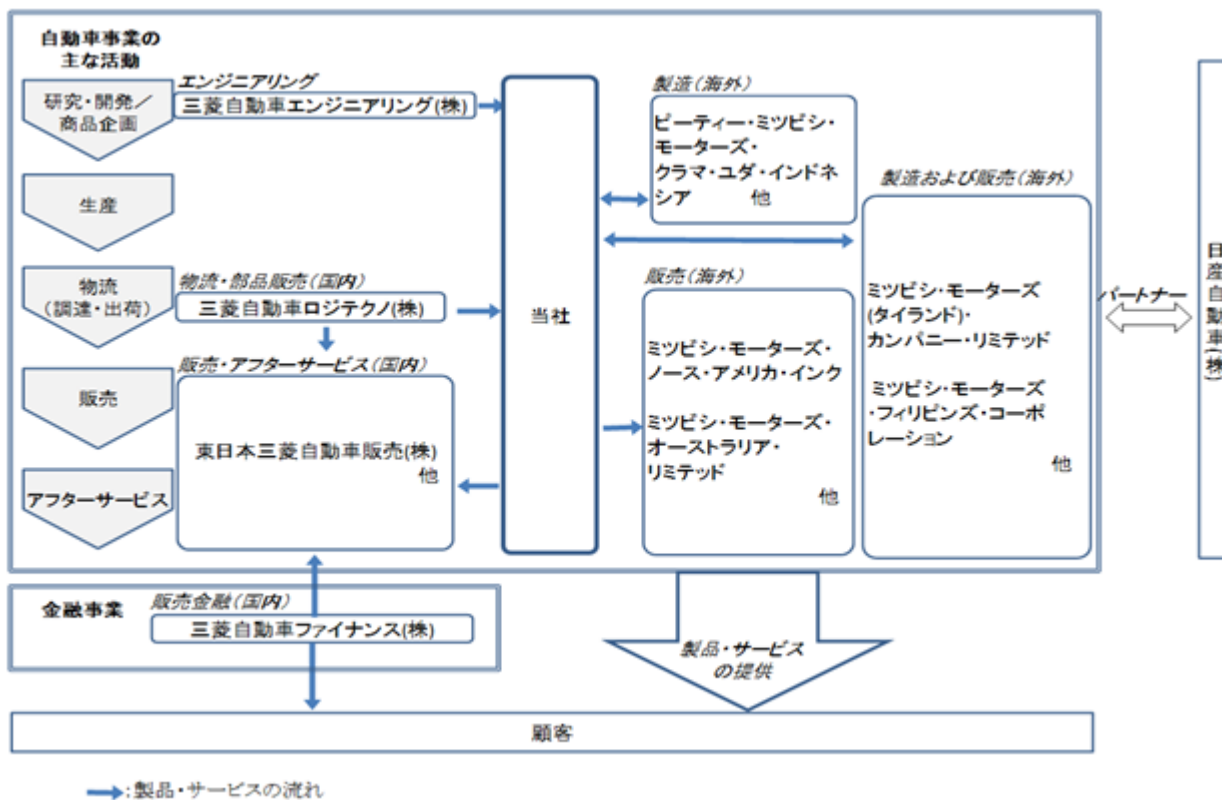 自動車事業の
主な活動
研究・開発／
商品企画
生産
物流
（調達・出荷）
販売
アフターサービス
エンジニアリング
三菱自動車エンジニアリング(株)
物流・部品販売(国内)
三菱自動車ロジテクノ(株)
販売・アフターサービス(国内)
東日本三菱自動車販売(株)
他
当社
製造(海外)
ピーティー・ミツビシ・
モーターズ・
クラマ・ユダ・インドネ
シア　　他
販売(海外)
ミツビシ・モーターズ・
ノース・アメリカ・インク
ミツビシ・モーターズ・
オーストラリア・
リミテッド
他
製造および販売(海外)
ミツビシ・モーターズ
(タイランド)・
カンパニー・リミテッド
ミツビシ・モーターズ
・フィリピンズ・コーポ
レーション
他
パートナー
日産自動車(株)
金融事業
販売金融(国内)
三菱自動車ファイナンス(株)
製品・サービス
の提供
顧客
:製品・サービスの流れ